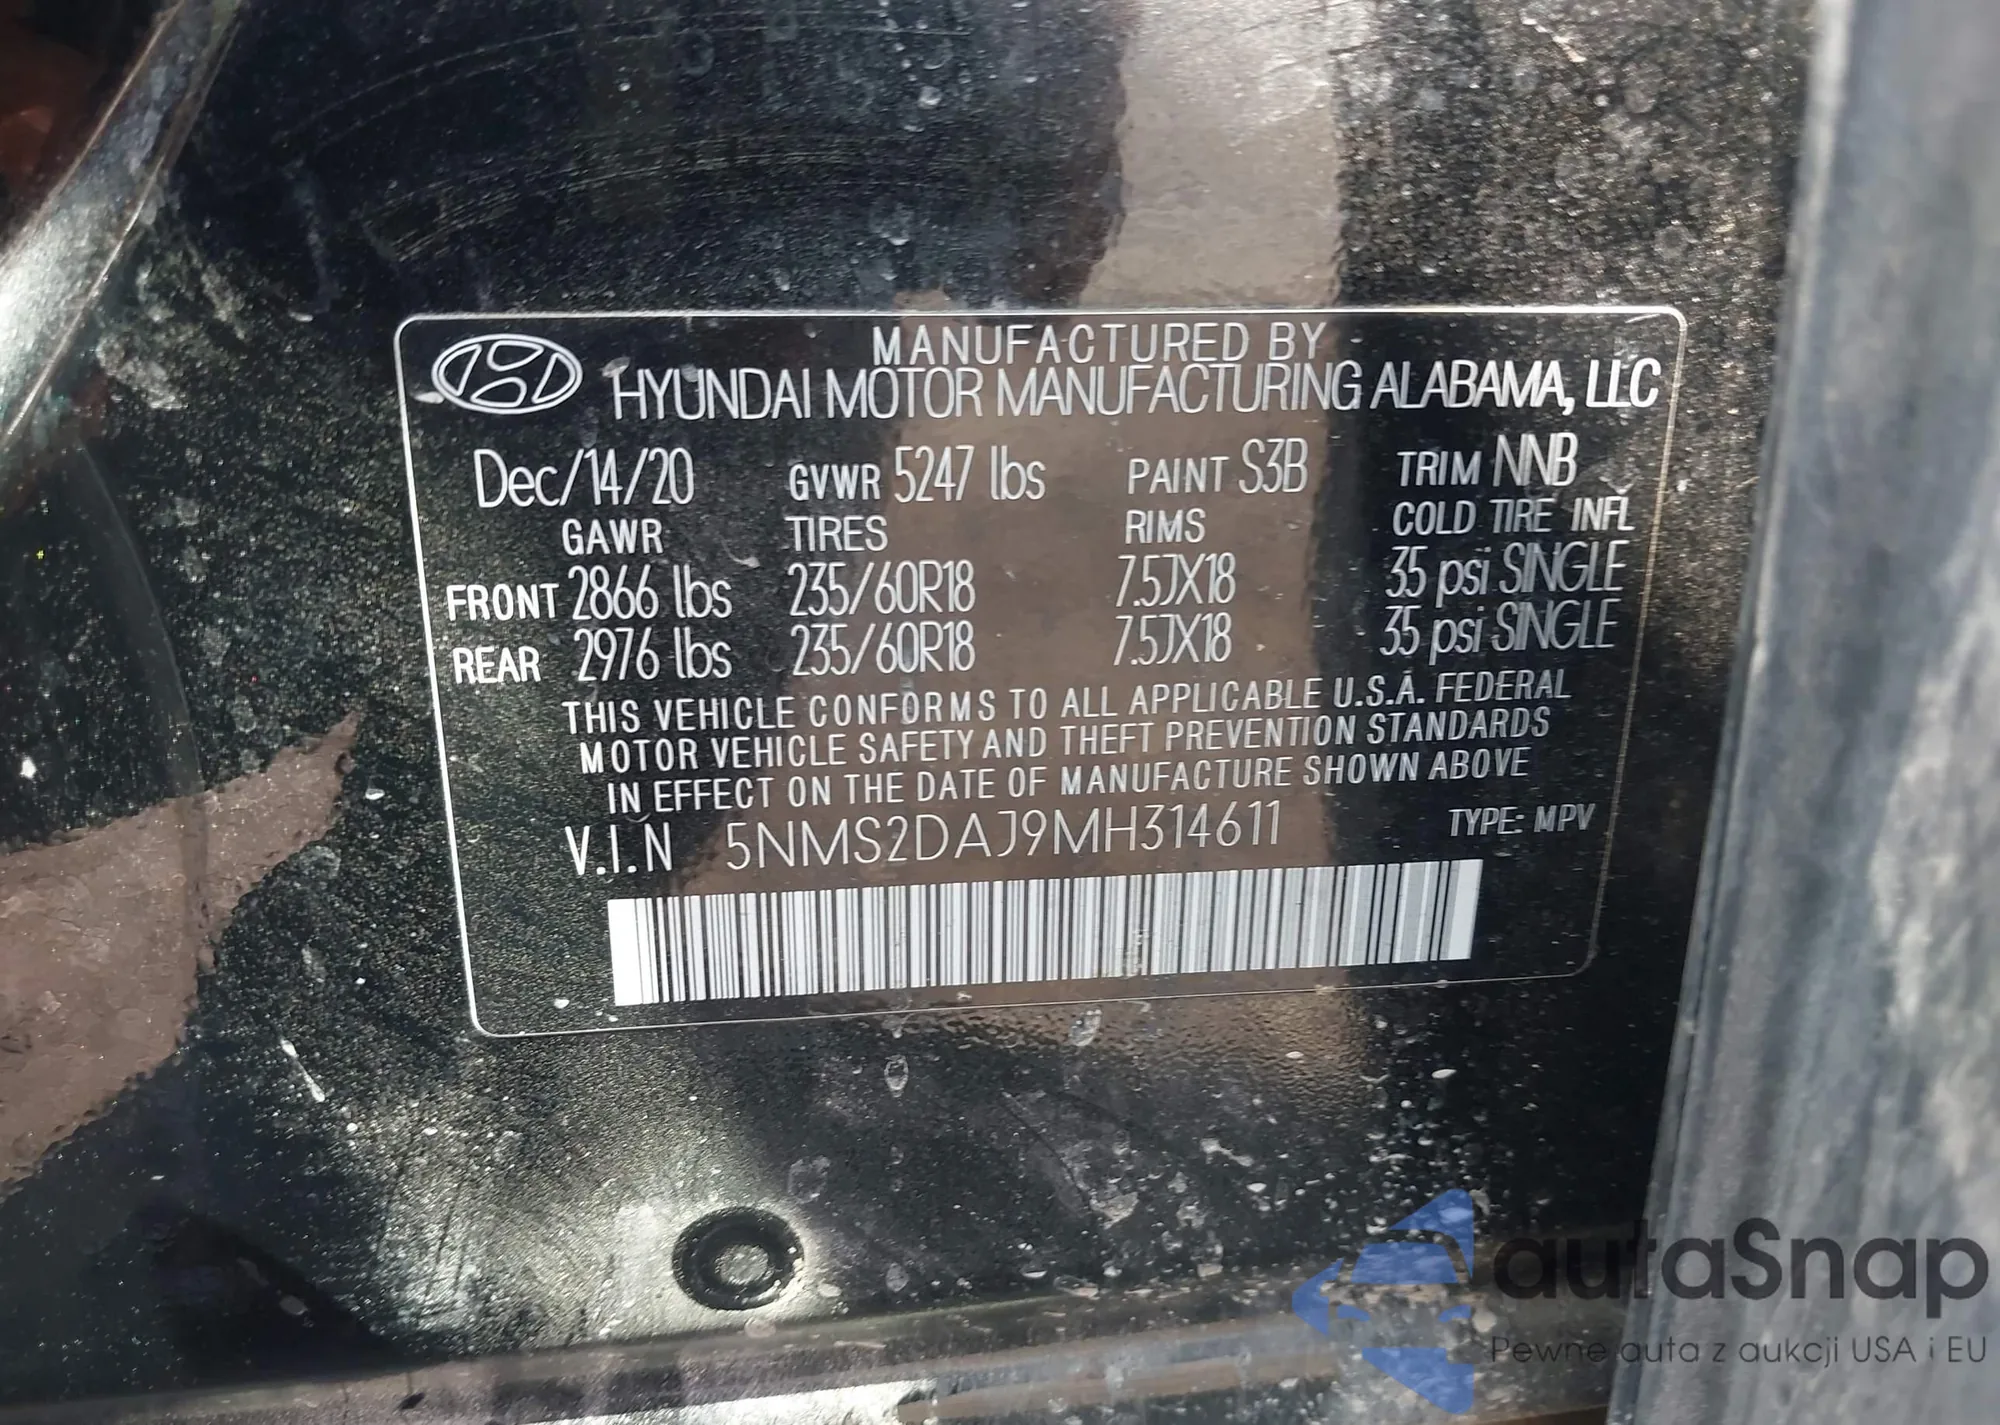 MANUFACTURED BY
HYUNDAI MOTOR MANUFACTURING ALABAMA, LLC
Dec/14/20 GVWR 5247 lbs PAINT S3B TRIM NNB
GAWR TIRES RIMS COLD TIRE INFL
FRONT 2866 lbs 235/60R18 7.5JX18 35 psi SINGLE
REAR 2976 lbs 235/60R18 7.5JX18 35 psi SINGLE
THIS VEHICLE CONFORMS TO ALL APPLICABLE U.S.A. FEDERAL
MOTOR VEHICLE SAFETY AND THEFT PREVENTION STANDARDS
IN EFFECT ON THE DATE OF MANUFACTURE SHOWN ABOVE
V.I.N 5NMS2DAJ9MH314611 TYPE: MPV
autaSnap
Pewne auta z aukcji USA i EU